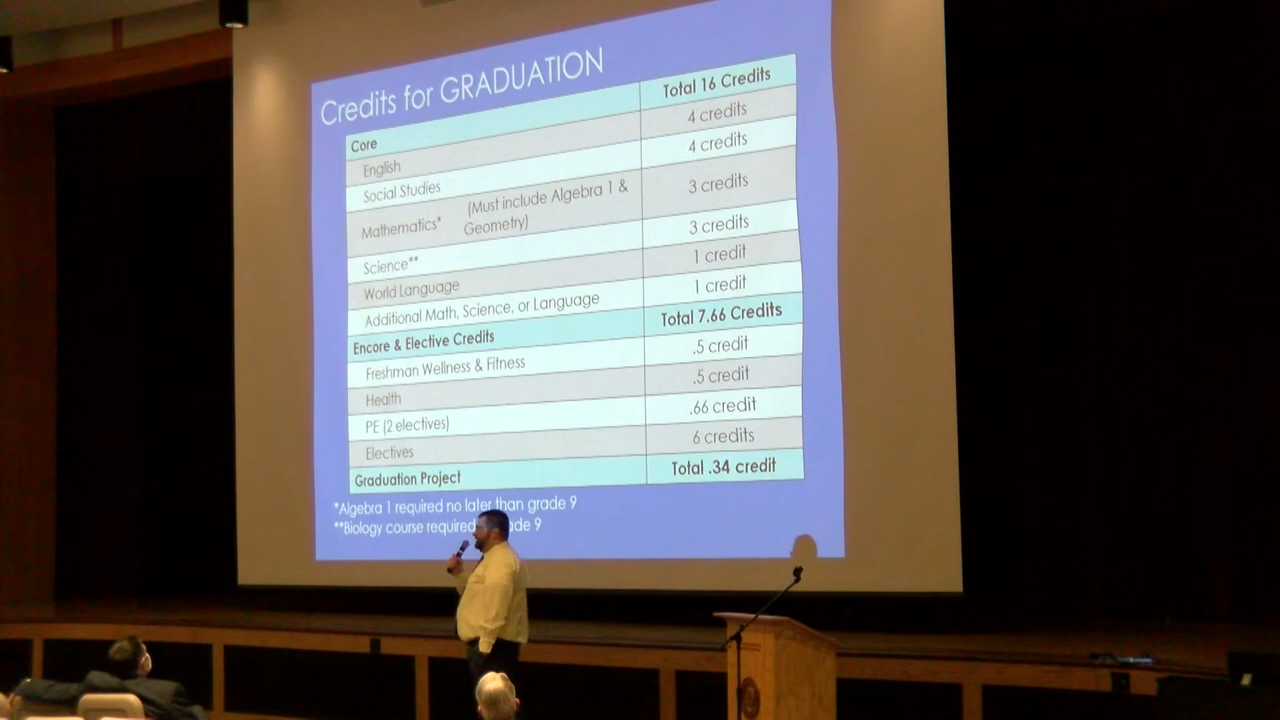 Credits for GRADUATION
Core Total 16 Credits
English 4 credits
Social Studies 4 credits
Mathematics* (Must include Algebra 1 & Geometry) 3 credits
Science** 3 credits
World Language 1 credit
Additional Math, Science, or Language 1 credit
Encore & Elective Credits Total 7.66 Credits
Freshman Wellness & Fitness .5 credit
Health .5 credit
PE (2 electives) .66 credit
Electives 6 credits
Graduation Project Total .34 credit
*Algebra 1 required no later than grade 9
**Biology course required ade 9